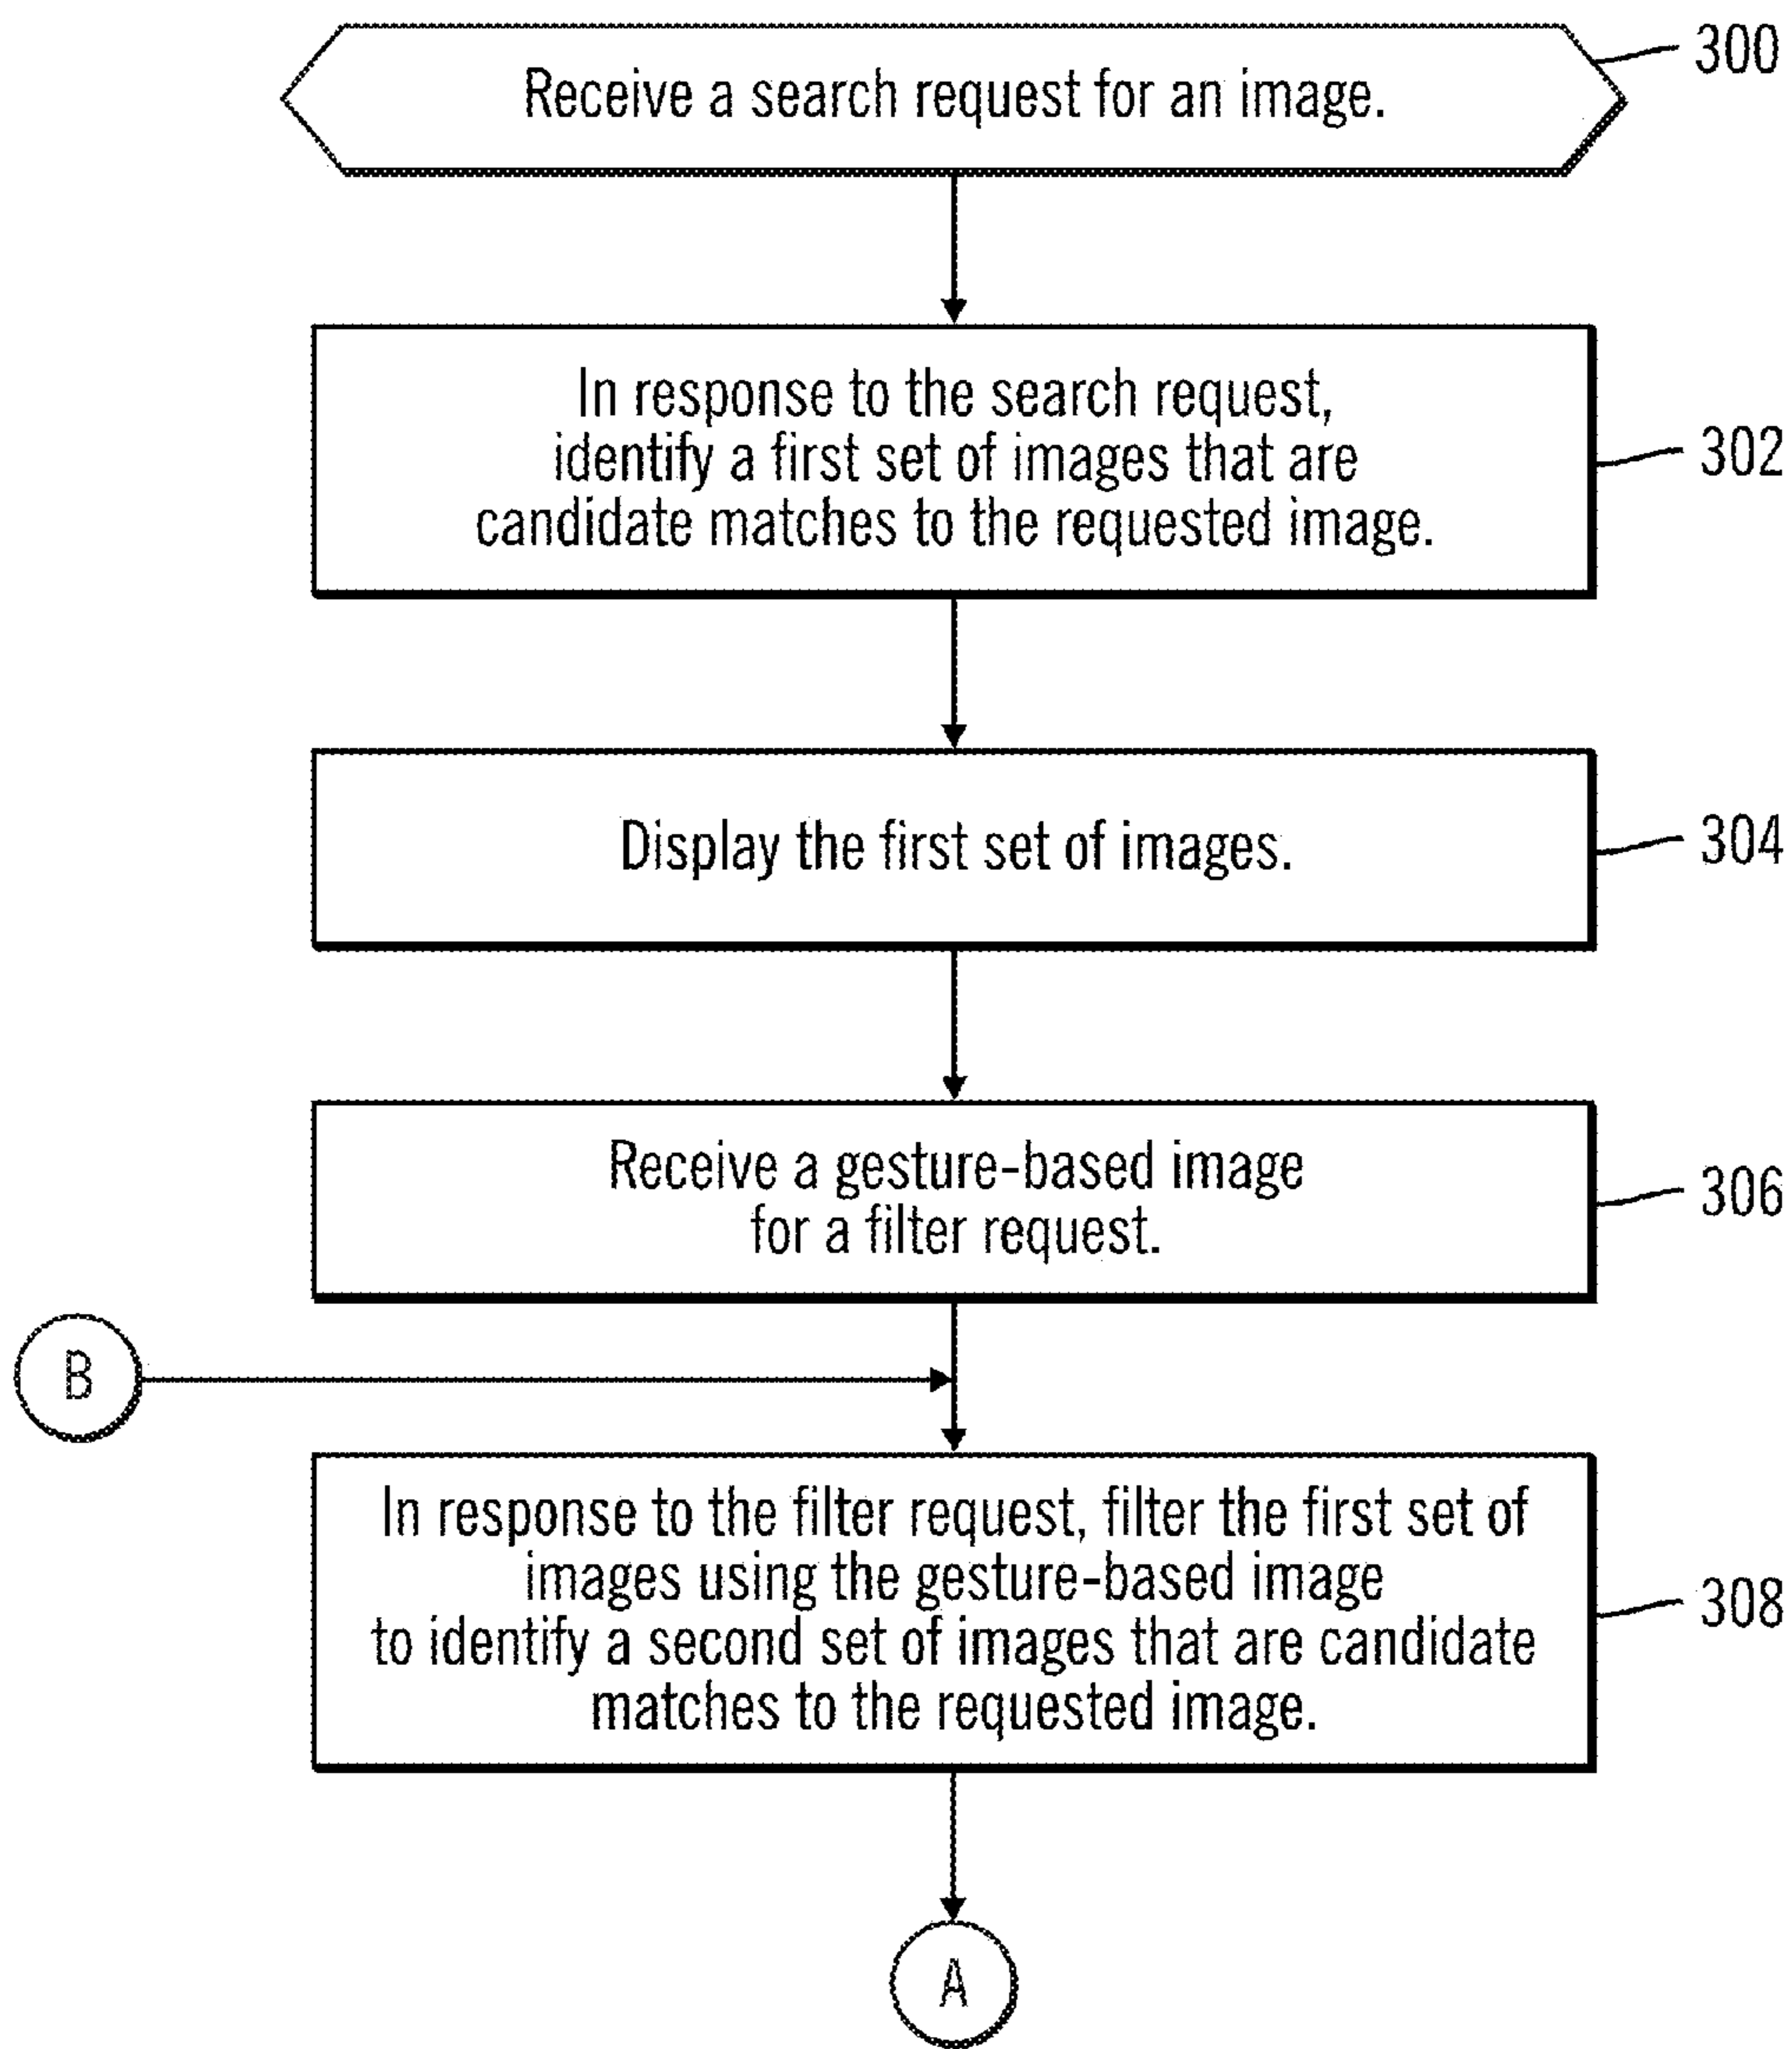 Receive a search request for an image.
300
In response to the search request,
identify a first set of images that are
candidate matches to the requested image.
302
Display the first set of images.
304
Receive a gesture-based image
for a filter request.
306
B
In response to the filter request, filter the first set of
images using the gesture-based image
to identify a second set of images that are candidate
matches to the requested image.
308
A